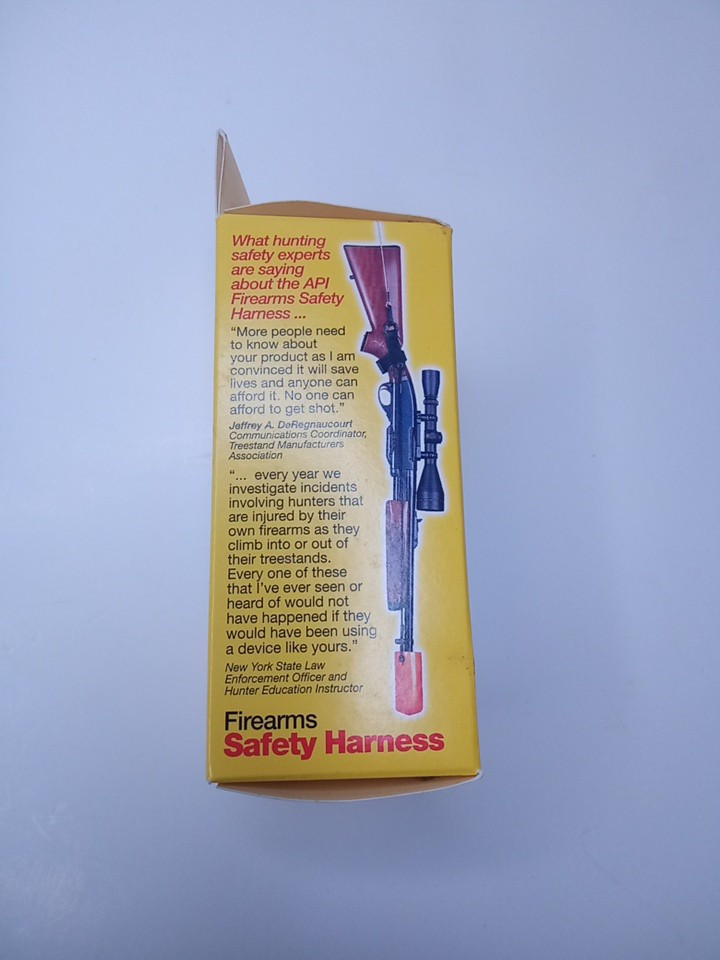 What hunting
safety experts
are saying
about the API
Firearms Safety
Harness ...
“More people need
to know about
your product as I am
convinced it will save
lives and anyone can
afford it. No one can
afford to get shot.”
Jeffrey A. DeRegnaucourt
Communications Coordinator,
Treestand Manufacturers
Association
“... every year we
investigate incidents
involving hunters that
are injured by their
own firearms as they
climb into or out of
their treestands.
Every one of these
that I’ve ever seen or
heard of would not
have happened if they
would have been using
a device like yours.”
New York State Law
Enforcement Officer and
Hunter Education Instructor
Firearms
Safety Harness